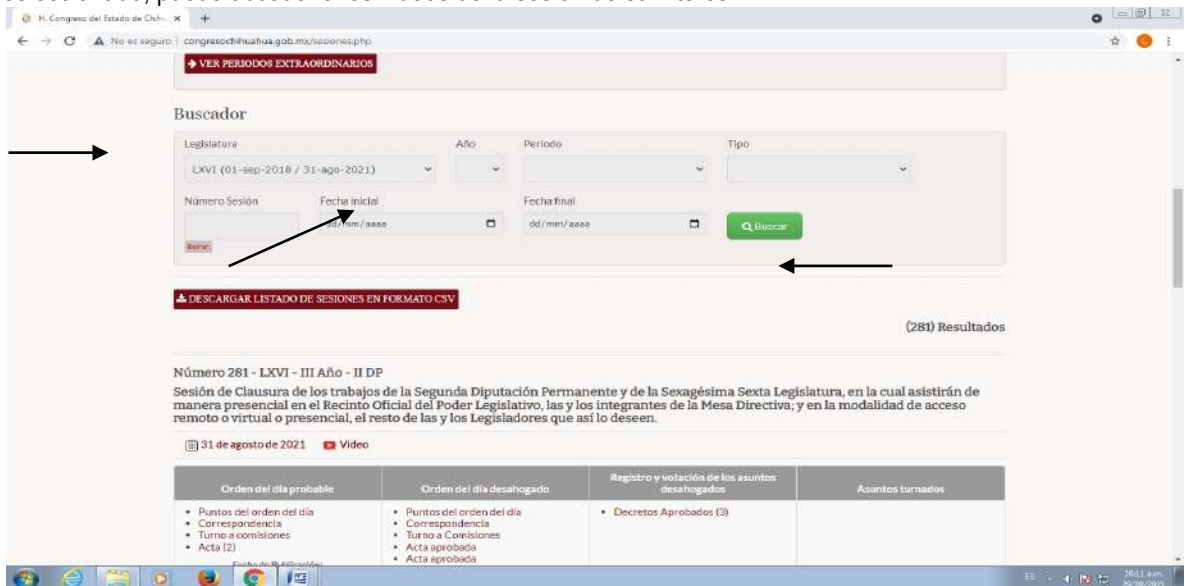 H. Congreso del Estado de Chih
No es seguro congresochihuahua.gob.mx/sesiones.php
VER PERIODOS EXTRAORDINARIOS
Buscador
Legislatura Año Periodo Tipo
LXVI (01-sep-2018 / 31-ago-2021)
Número Sesión Fecha Inicial Fecha final
dd/mm/aaaa dd/mm/aaaa Buscar
Borrar
DESCARGAR LISTADO DE SESIONES EN FORMATO CSV
(281) Resultados
Número 281 - LXVI - III Año - II DP
Sesión de Clausura de los trabajos de la Segunda Diputación Permanente y de la Sexagésima Sexta Legislatura, en la cual asistirán de
manera presencial en el Recinto Oficial del Poder Legislativo, las y los integrantes de la Mesa Directiva; y en la modalidad de acceso
remoto o virtual o presencial, el resto de las y los Legisladores que así lo deseen.
31 de agosto de 2021 Video
Orden del día probable Orden del día desahogado Registro y votación de los asuntos desahogados Asuntos turnados
• Puntos del orden del día • Puntos del orden del día • Decretos Aprobados (3)
• Correspondencia • Correspondencia
• Turno a comisiones • Turno a Comisiones
• Acta (2) • Acta aprobada
• Acta aprobada
ES 10:11 a.m.